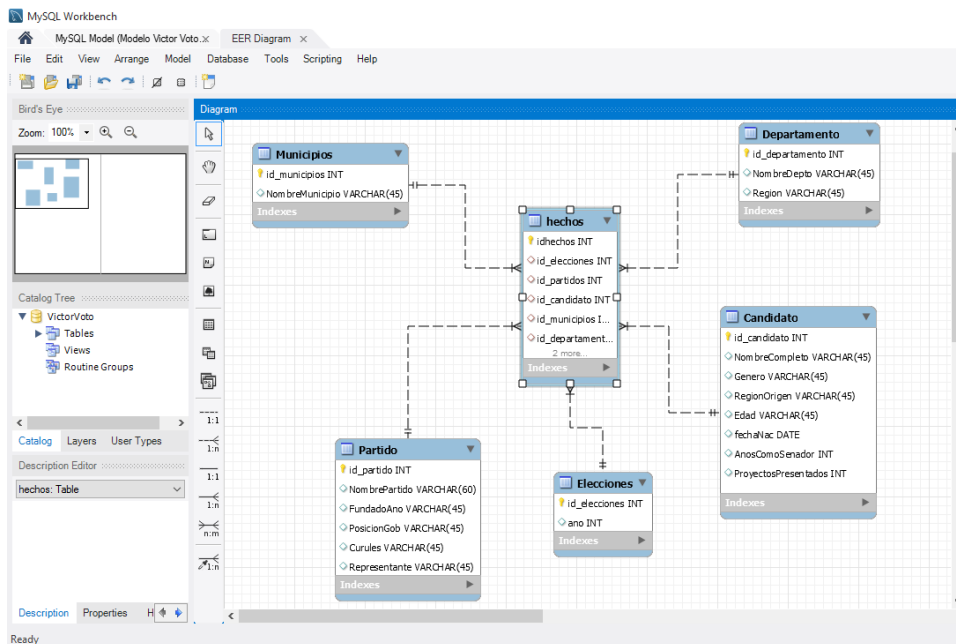 MySQL Workbench
MySQL Model (Modelo Victor Voto. x
EER Diagram x
File Edit View Arrange Model Database Tools Scripting Help
Bird's Eye
Zoom: 100%
Catalog Tree
VictorVoto
Tables
Views
Routine Groups
Catalog Layers User Types
Description Editor
hechos: Table
Description Properties H
Ready
Diagram
1:1
1:n
1:1
1:n
n:m
1:n
Municipios
id_municipios INT
NombreMunicipio VARCHAR(45)
Indexes
Departamento
id_departamento INT
NombreDepto VARCHAR(45)
Region VARCHAR(45)
Indexes
hechos
idhechos INT
id_elecciones INT
id_partidos INT
id_candidato INT
id_municipios I...
id_departament...
2 more...
Indexes
Candidato
id_candidato INT
NombreCompleto VARCHAR(45)
Genero VARCHAR(45)
RegionOrigen VARCHAR(45)
Edad VARCHAR(45)
fechaNac DATE
AnosComoSenador INT
ProyectosPresentados INT
Indexes
Partido
id_partido INT
NombrePartido VARCHAR(60)
FundadoAno VARCHAR(45)
PosicionGob VARCHAR(45)
Curules VARCHAR(45)
Representante VARCHAR(45)
Indexes
Elecciones
id_elecciones INT
ano INT
Indexes